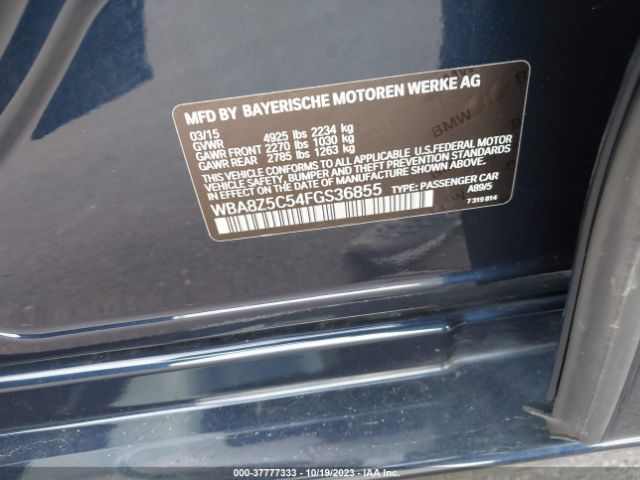 MFD BY BAYERISCHE MOTOREN WERKE AG
03/15
GVWR 4925 lbs 2234 kg
GAWR FRONT 2270 lbs 1030 kg
GAWR REAR 2785 lbs 1263 kg
THIS VEHICLE CONFORMS TO ALL APPLICABLE U.S.FEDERAL MOTOR
VEHICLE SAFETY, BUMPER AND THEFT PREVENTION STANDARDS
IN EFFECT ON THE DATE OF MANUFACTURE SHOWN ABOVE.
WBA8Z5C54FGS36855 TYPE: PASSENGER CAR
A89/5
7 315 814
BMW
000-37777333 • 10/19/2023 • IAA Inc.